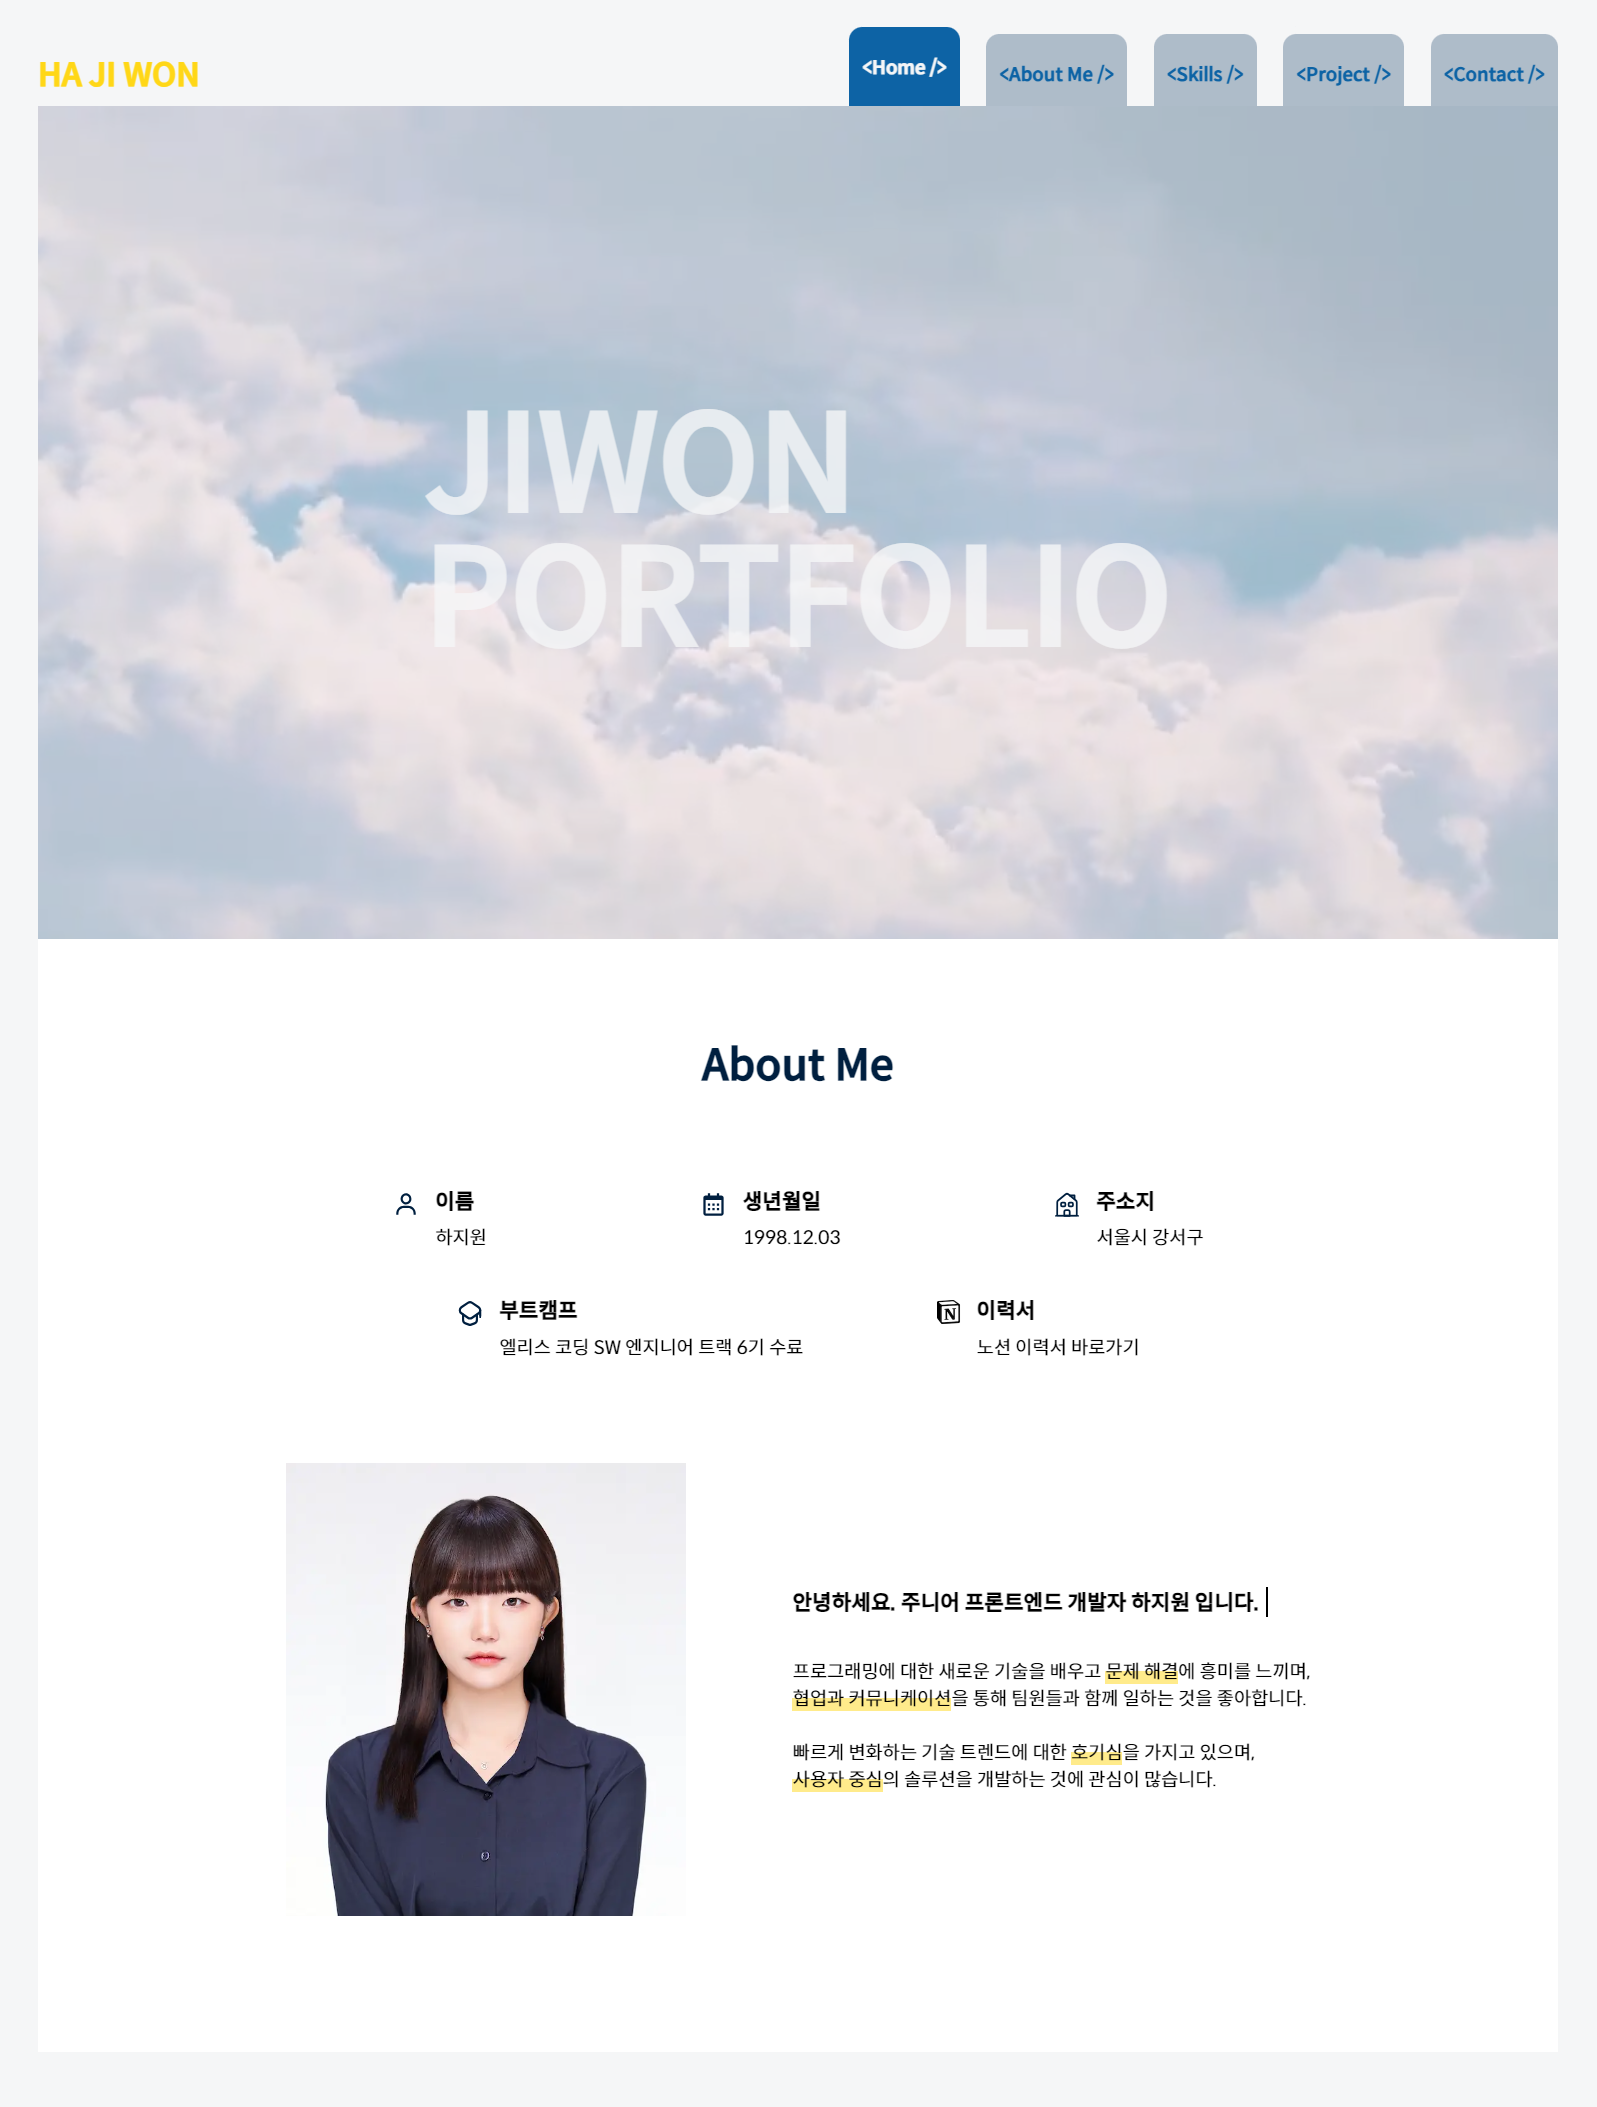 HA JI WON
<Home />
<About Me />
<Skills />
<Project />
<Contact />
JIWON
PORTFOLIO
About Me
이름
하지원
생년월일
1998.12.03
주소지
서울시 강서구
부트캠프
엘리스 코딩 SW 엔지니어 트랙 6기 수료
N
이력서
노션 이력서 바로가기
안녕하세요. 주니어 프론트엔드 개발자 하지원 입니다.
프로그래밍에 대한 새로운 기술을 배우고 문제 해결에 흥미를 느끼며,
협업과 커뮤니케이션을 통해 팀원들과 함께 일하는 것을 좋아합니다.
빠르게 변화하는 기술 트렌드에 대한 호기심을 가지고 있으며,
사용자 중심의 솔루션을 개발하는 것에 관심이 많습니다.